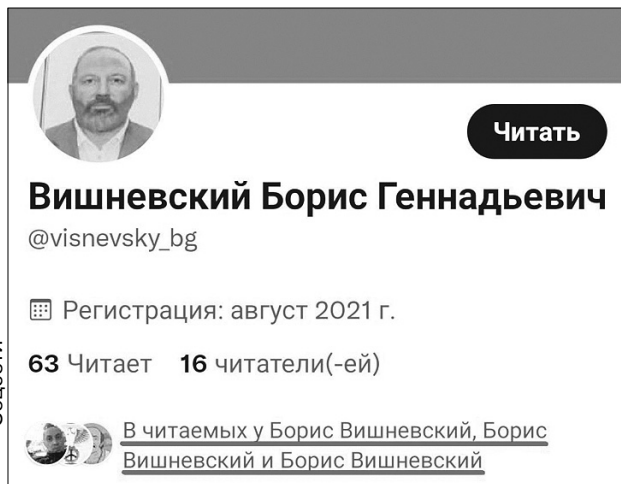 Читать
Вишневский Борис Геннадьевич
@visnevsky_bg
Регистрация: август 2021 г.
63 Читает 16 читатели(-ей)
В читаемых у Борис Вишневский, Борис
Вишневский и Борис Вишневский